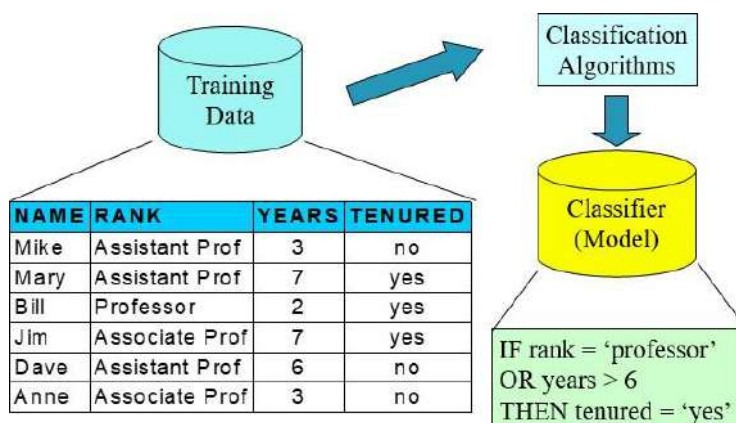 Training
Data
Classification
Algorithms
NAME RANK YEARS TENURED
Mike Assistant Prof 3 no
Mary Assistant Prof 7 yes
Bill Professor 2 yes
Jim Associate Prof 7 yes
Dave Assistant Prof 6 no
Anne Associate Prof 3 no
Classifier
(Model)
IF rank = ‘professor’
OR years > 6
THEN tenured = ‘yes’